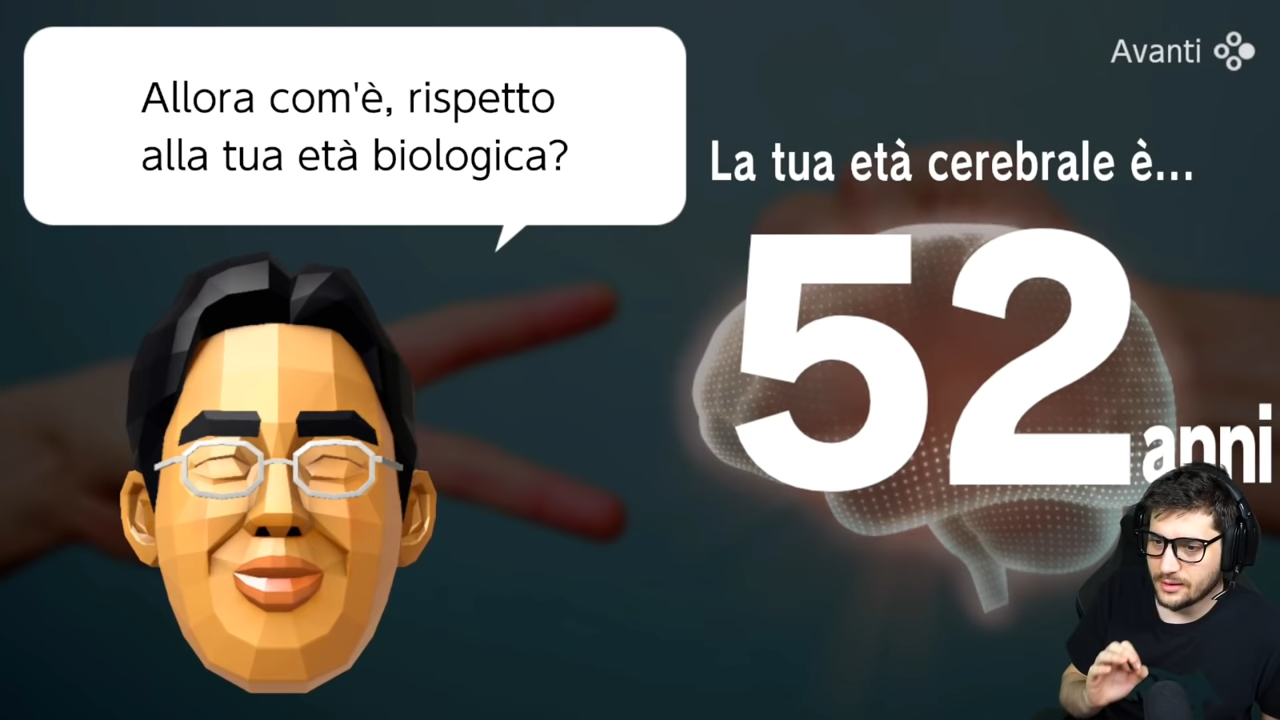 Avanti
Allora com'è, rispetto
alla tua età biologica?
La tua età cerebrale è...
52
anni